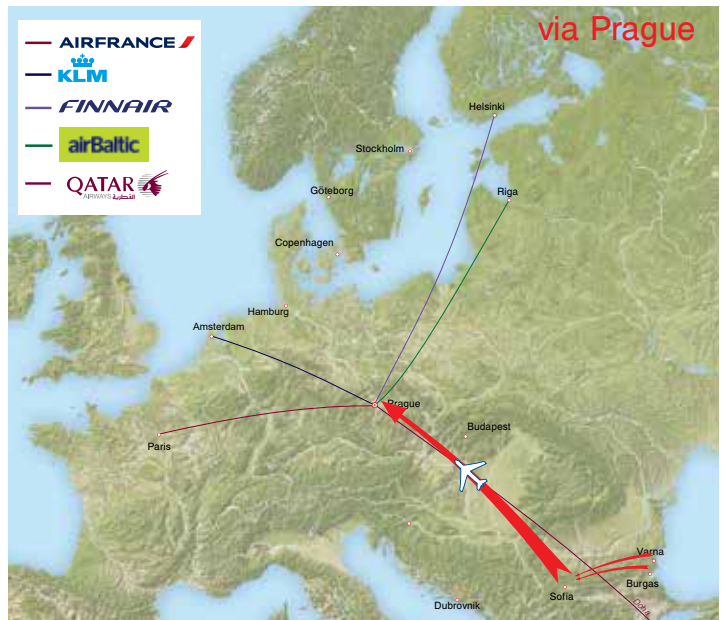 via Prague
AIRFRANCE
KLM
FINNAIR
airBaltic
QATAR
AIRWAYS القطرية
Helsinki
Stockholm
Göteborg
Riga
Copenhagen
Hamburg
Amsterdam
Prague
Budapest
Paris
Varna
Burgas
Sofia
Doha
Dubrovnik